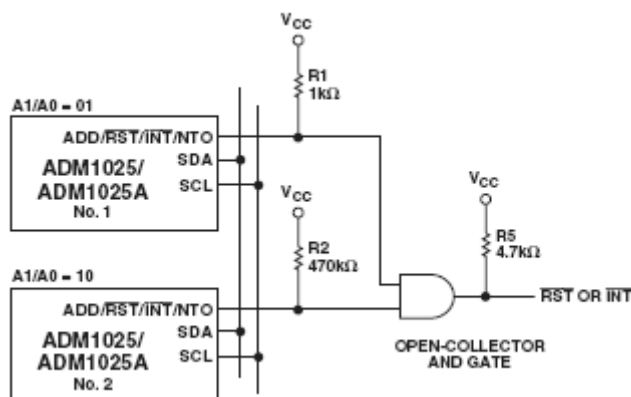 VCC
R1
1kΩ
A1/A0 = 01
ADD/RST/INT/NTO
SDA
SCL
ADM1025/
ADM1025A
No. 1
VCC
R2
470kΩ
VCC
R5
4.7kΩ
A1/A0 = 10
ADD/RST/INT/NTO
SDA
SCL
ADM1025/
ADM1025A
No. 2
RST OR INT
OPEN-COLLECTOR
AND GATE